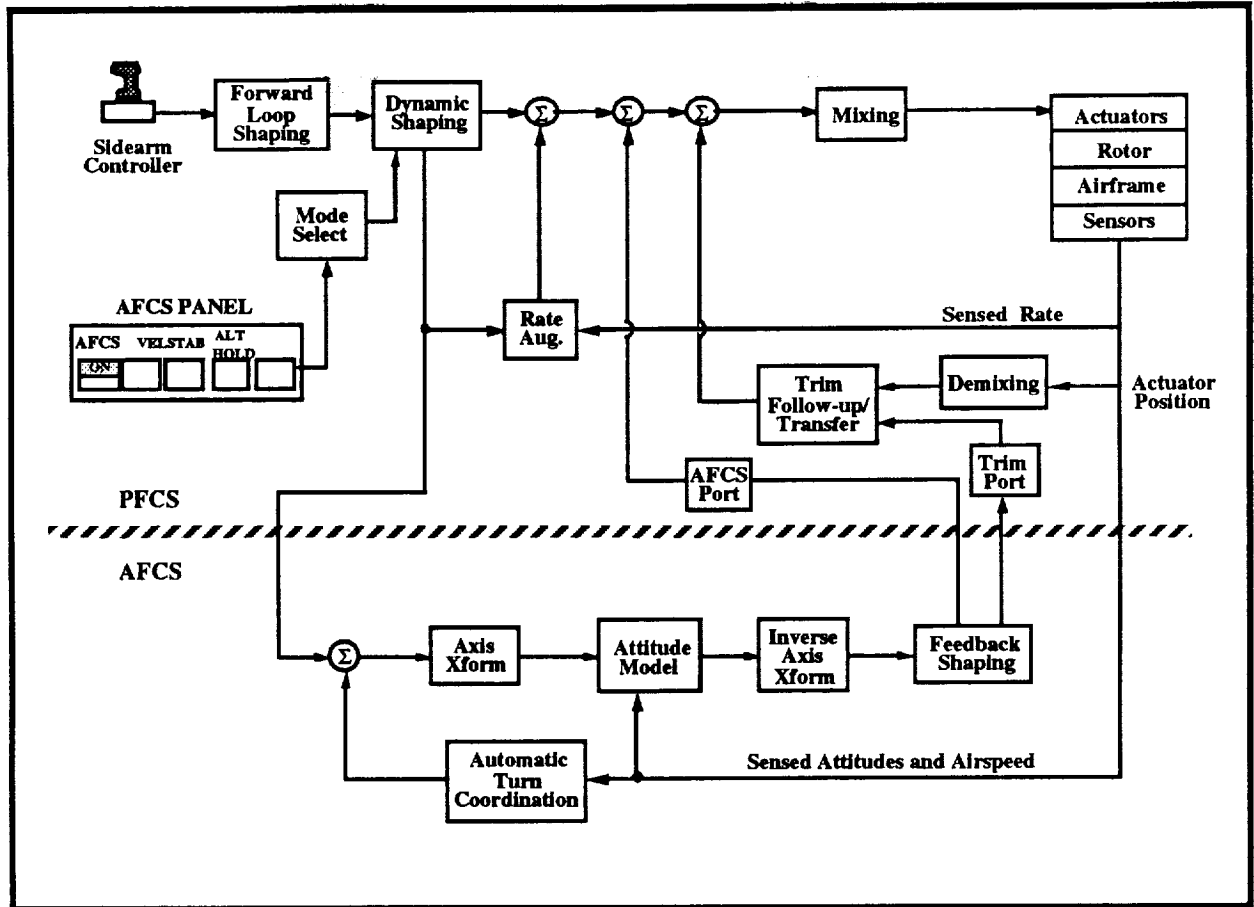 Sidearm
Controller
Forward
Loop
Shaping
Dynamic
Shaping
Σ
Σ
Σ
Mixing
Actuators
Rotor
Airframe
Sensors
Mode
Select
AFCS PANEL
AFCS
VELSTAB
ALT
HOLD
ON
Rate
Aug.
Sensed Rate
Trim
Follow-up/
Transfer
Demixing
Actuator
Position
AFCS
Port
Trim
Port
PFCS
AFCS
Σ
Axis
Xform
Attitude
Model
Inverse
Axis
Xform
Feedback
Shaping
Automatic
Turn
Coordination
Sensed Attitudes and Airspeed